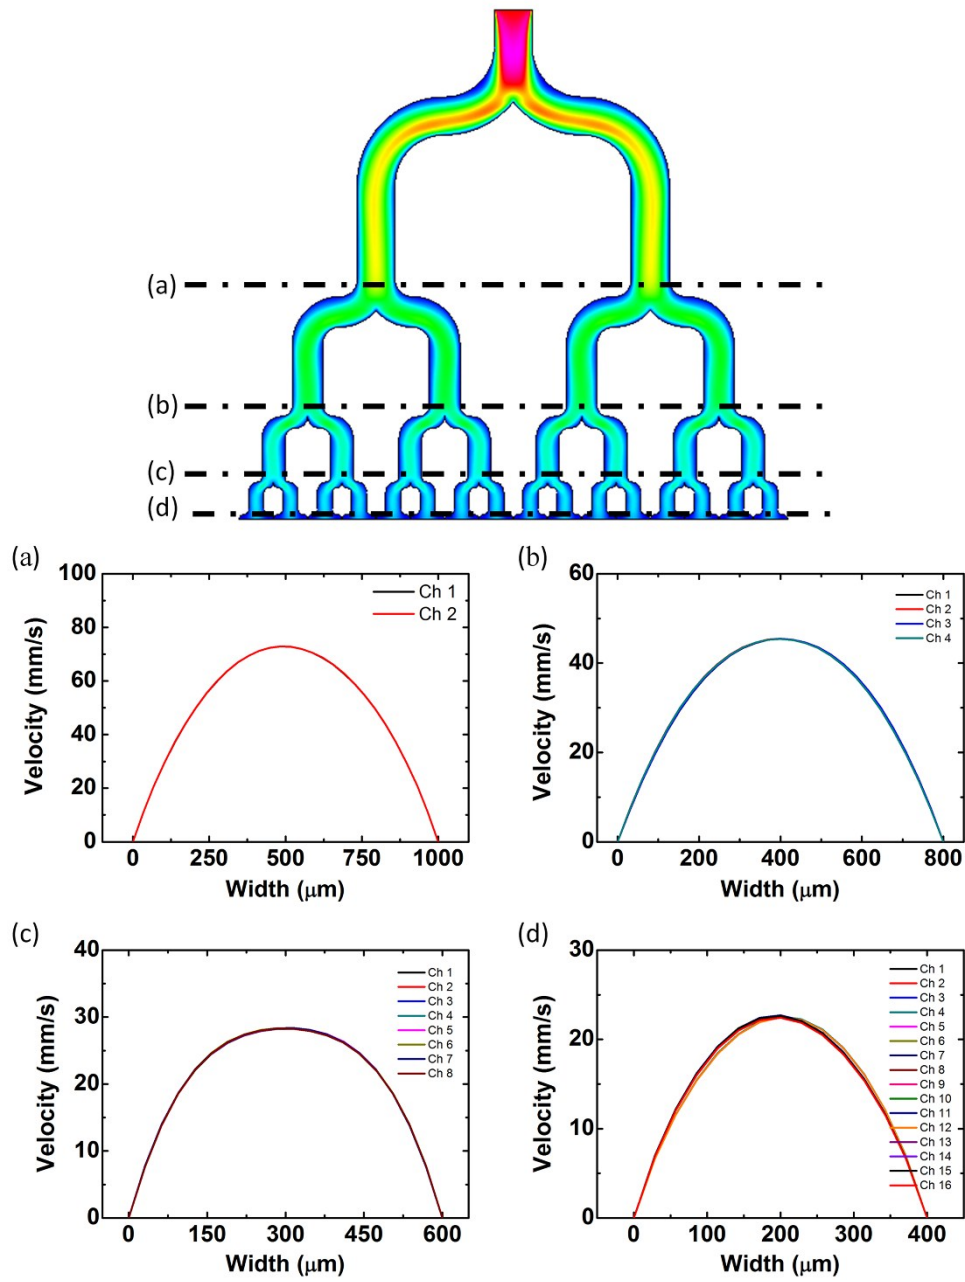 (a)
(b)
(c)
(d)
(a)
100
80
60
40
20
0
Velocity (mm/s)
Ch 1
Ch 2
0 250 500 750 1000
Width (μm)
(b)
60
40
20
0
Velocity (mm/s)
Ch 1
Ch 2
Ch 3
Ch 4
0 200 400 600 800
Width (μm)
(c)
40
30
20
10
0
Velocity (mm/s)
Ch 1
Ch 2
Ch 3
Ch 4
Ch 5
Ch 6
Ch 7
Ch 8
0 150 300 450 600
Width (μm)
(d)
30
20
10
0
Velocity (mm/s)
Ch 1
Ch 2
Ch 3
Ch 4
Ch 5
Ch 6
Ch 7
Ch 8
Ch 9
Ch 10
Ch 11
Ch 12
Ch 13
Ch 14
Ch 15
Ch 16
0 100 200 300 400
Width (μm)